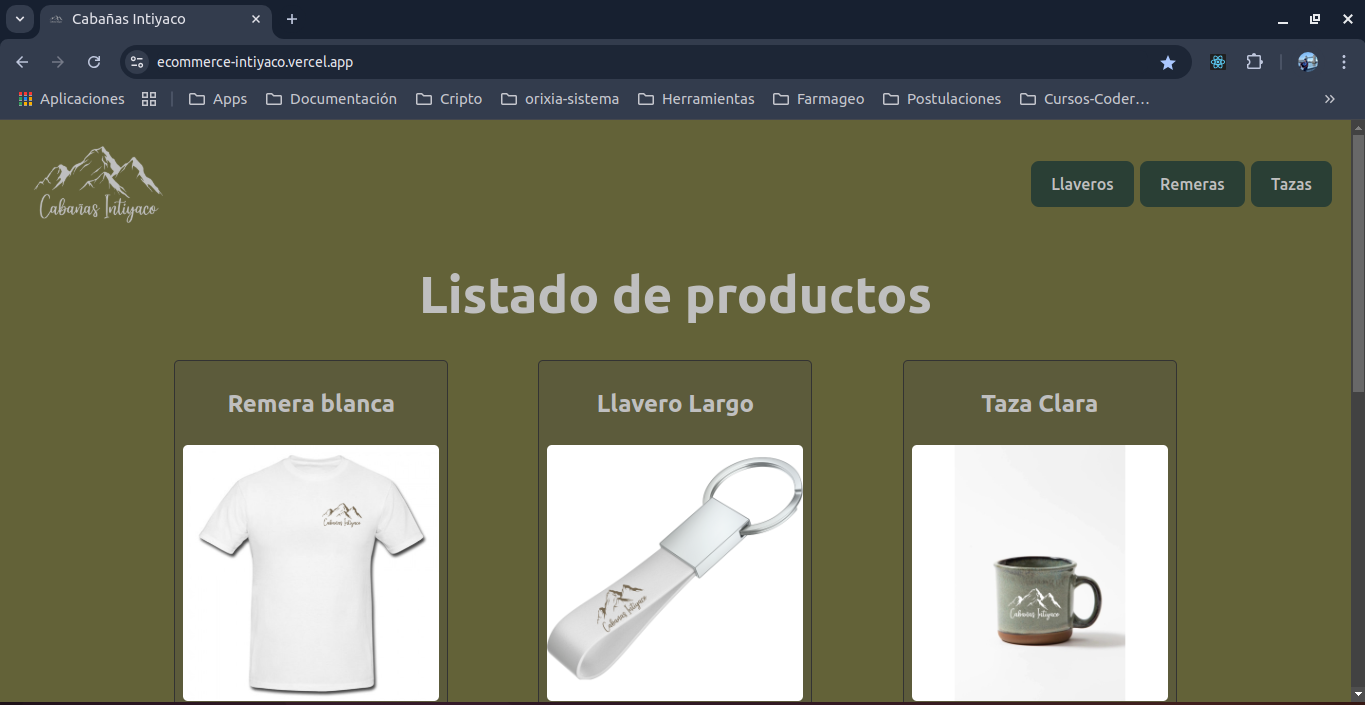 Cabañas Intiyaco
ecommerce-intiyaco.vercel.app
Aplicaciones Apps Documentación Cripto orixia-sistema Herramientas Farmageo Postulaciones Cursos-Coder…
Cabañas Intiyaco
Llaveros Remeras Tazas
Listado de productos
Remera blanca Llavero Largo Taza Clara
Cabañas Intiyaco
Cabañas Intiyaco
Cabañas Intiyaco